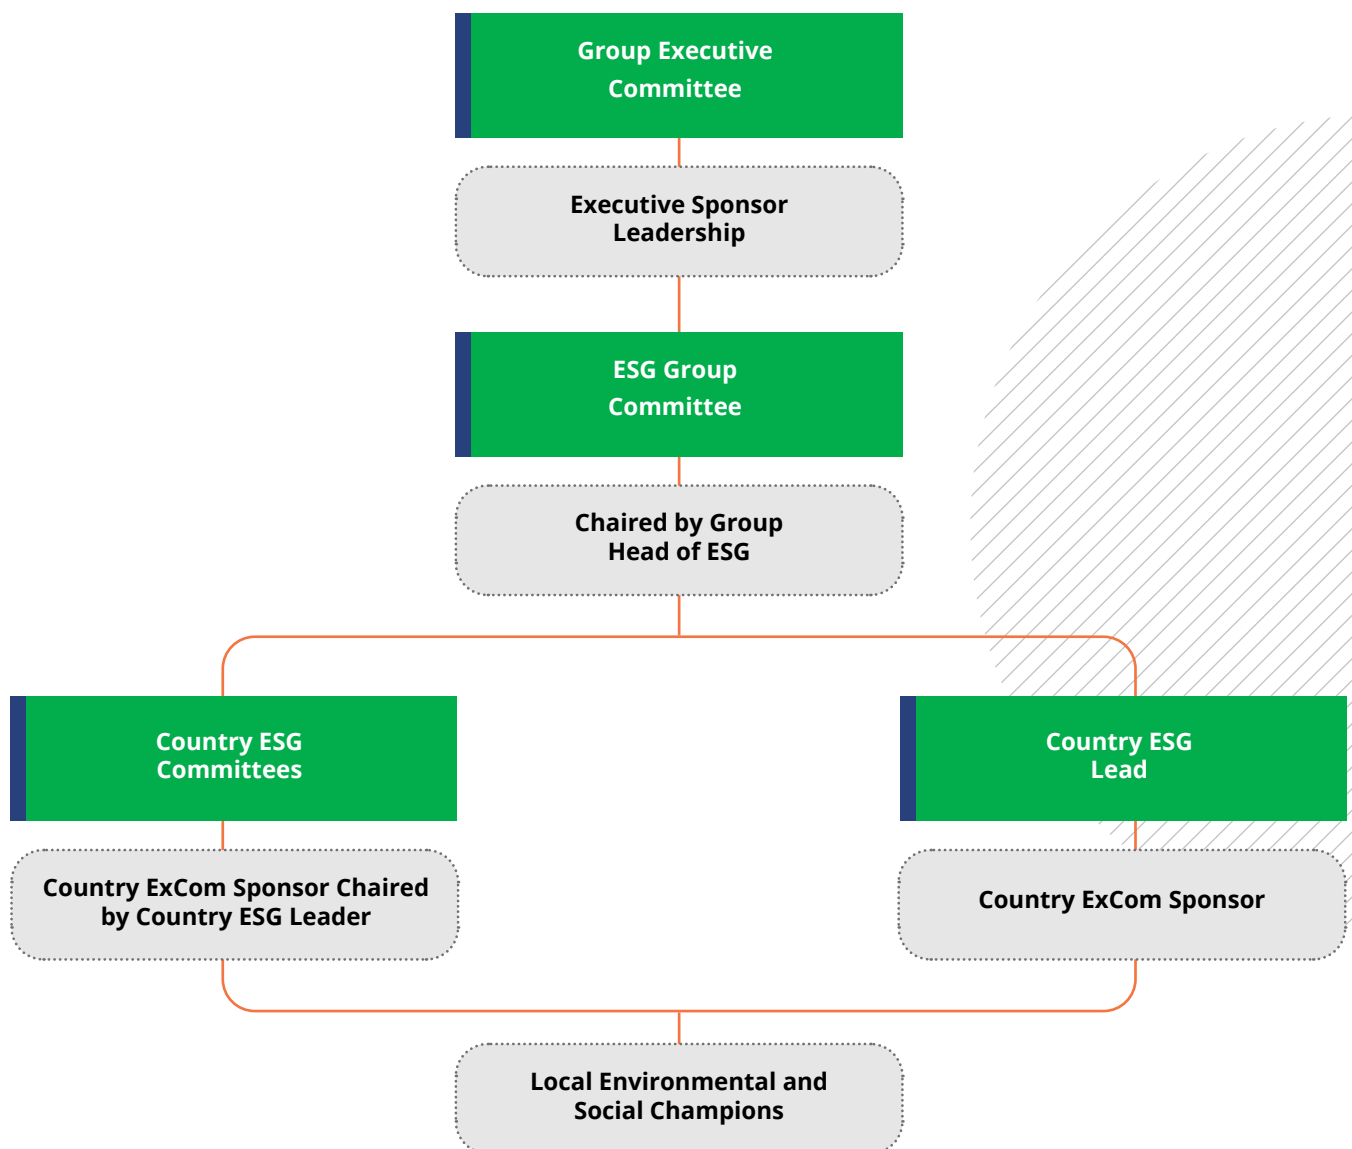 Group Executive
Committee
Executive Sponsor
Leadership
ESG Group
Committee
Chaired by Group
Head of ESG
Country ESG
Committees
Country ESG
Lead
Country ExCom Sponsor Chaired
by Country ESG Leader
Country ExCom Sponsor
Local Environmental and
Social Champions